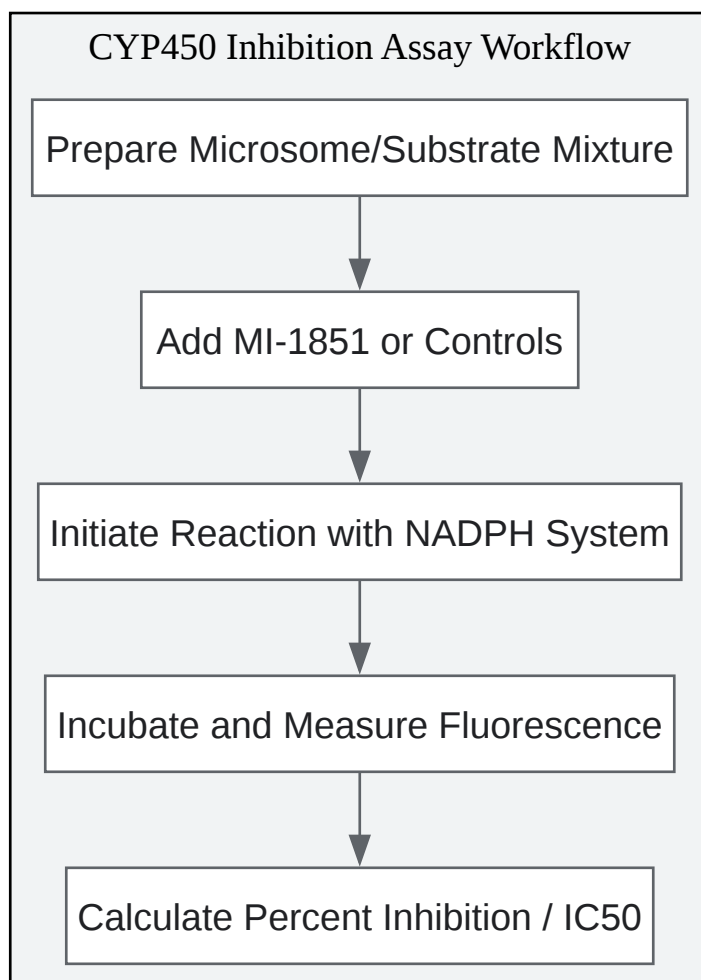 CYP450 Inhibition Assay Workflow
Prepare Microsome/Substrate Mixture
Add MI-1851 or Controls
Initiate Reaction with NADPH System
Incubate and Measure Fluorescence
Calculate Percent Inhibition / IC50